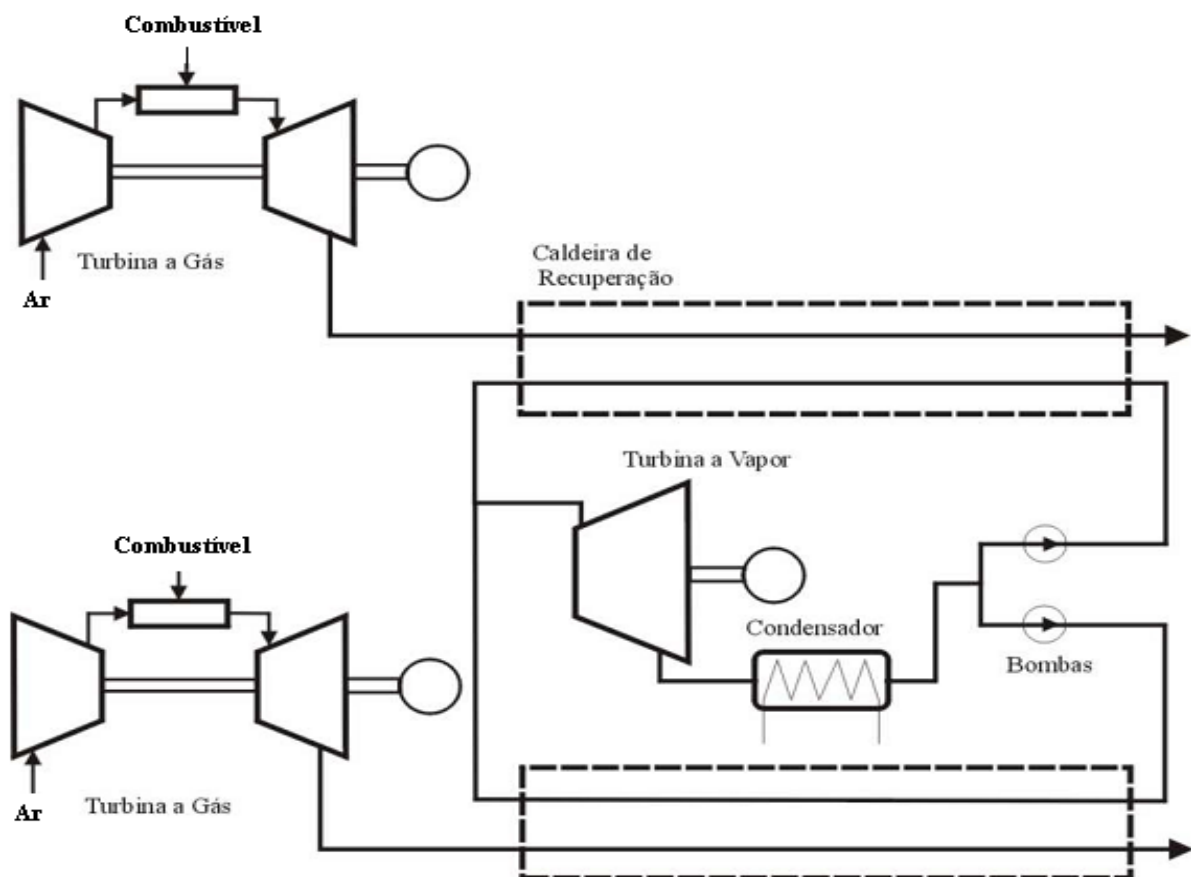 Combustível
Turbina a Gás
Ar
Caldeira de
Recuperação
Turbina a Vapor
Combustível
Condensador
Bombas
Turbina a Gás
Ar